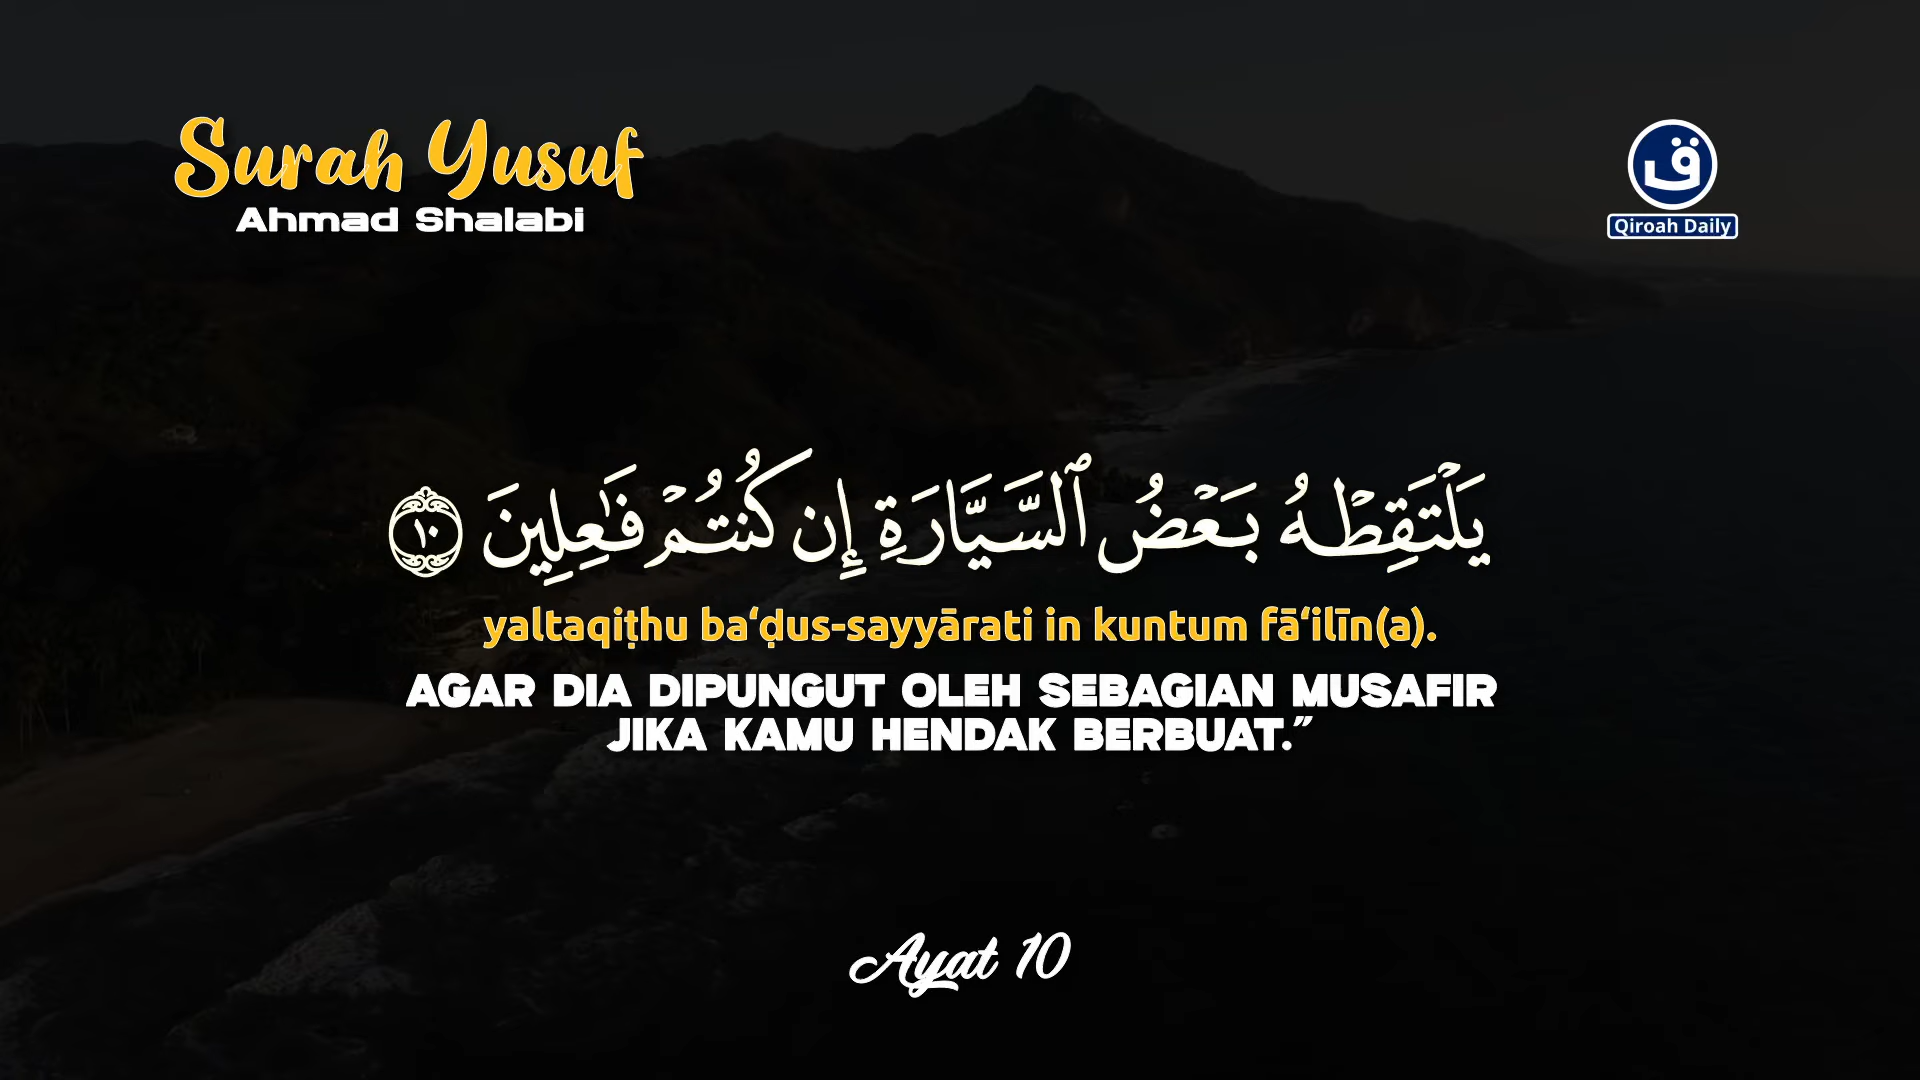 Surah Yusuf
Ahmad Shalabi
ق
Qiroah Daily
يَلْتَقِطْهُ بَعْضُ ٱلسَّيَّارَةِ إِن كُنتُمْ فَٰعِلِينَ ١٠
yaltaqiṭhu ba‘ḍus-sayyārati in kuntum fā‘ilīn(a).
AGAR DIA DIPUNGUT OLEH SEBAGIAN MUSAFIR
JIKA KAMU HENDAK BERBUAT.”
Ayat 10